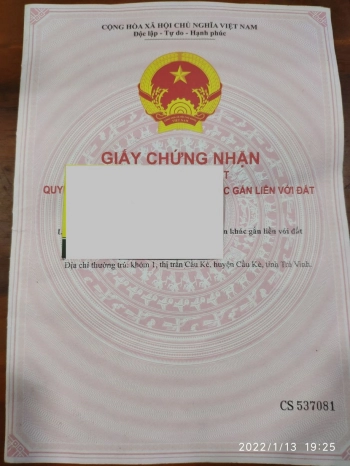 CỘNG HÒA XÃ HỘI CHỦ NGHĨA VIỆT NAM
Độc lập - Tự do - Hạnh phúc
GIẤY CHỨNG NHẬN
QUY
C GẮN LIỀN VỚI ĐẤT
1.
n khác gắn liền với đất
Địa chỉ thường trú: khóm 1, thị trấn Cầu Kè, huyện Cầu Kè, tỉnh Trà Vinh.
CS 537081
2022/1/13 19:25